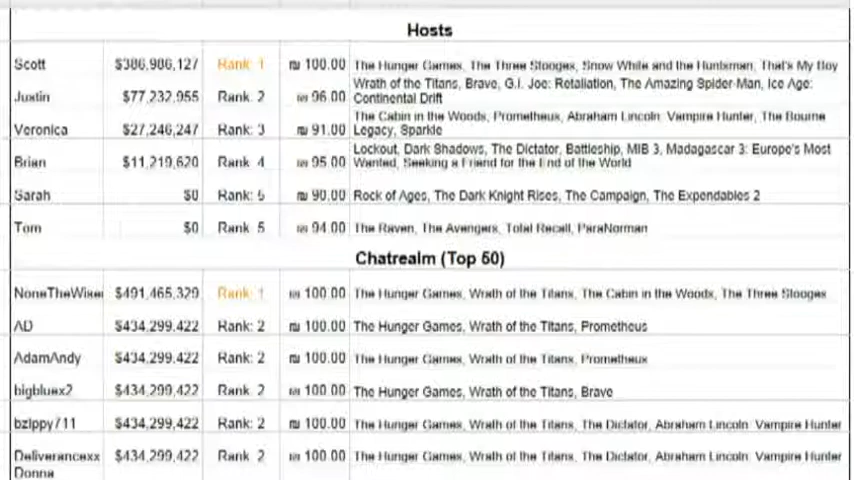 Hosts
Scott $386,986,127 Rank: 1 ₪ 100.00 The Hunger Games, The Three Stooges, Snow White and the Huntsman, That's My Boy
Justin $77,232,955 Rank: 2 ₪ 96.00 Wrath of the Titans, Brave, G.I. Joe: Retaliation, The Amazing Spider-Man, Ice Age:
Continental Drift
Veronica $27,246,247 Rank: 3 ₪ 91.00 The Cabin in the Woods, Prometheus, Abraham Lincoln: Vampire Hunter, The Bourne
Legacy, Sparkle
Brian $11,219,620 Rank: 4 ₪ 95.00 Lockout, Dark Shadows, The Dictator, Battleship, MIB 3, Madagascar 3: Europe's Most
Wanted, Seeking a Friend for the End of the World
Sarah $0 Rank: 5 ₪ 90.00 Rock of Ages, The Dark Knight Rises, The Campaign, The Expendables 2
Tom $0 Rank: 5 ₪ 94.00 The Raven, The Avengers, Total Recall, ParaNorman
Chatrealm (Top 50)
NoneTheWiser $491,465,329 Rank: 1 ₪ 100.00 The Hunger Games, Wrath of the Titans, The Cabin in the Woods, The Three Stooges
AD $434,299,422 Rank: 2 ₪ 100.00 The Hunger Games, Wrath of the Titans, Prometheus
AdamAndy $434,299,422 Rank: 2 ₪ 100.00 The Hunger Games, Wrath of the Titans, Prometheus
bigbluex2 $434,299,422 Rank: 2 ₪ 100.00 The Hunger Games, Wrath of the Titans, Brave
bzippy711 $434,299,422 Rank: 2 ₪ 100.00 The Hunger Games, Wrath of the Titans, The Dictator, Abraham Lincoln: Vampire Hunter
Deliverancexx $434,299,422 Rank: 2 ₪ 100.00 The Hunger Games, Wrath of the Titans, The Dictator, Abraham Lincoln: Vampire Hunter
Donna